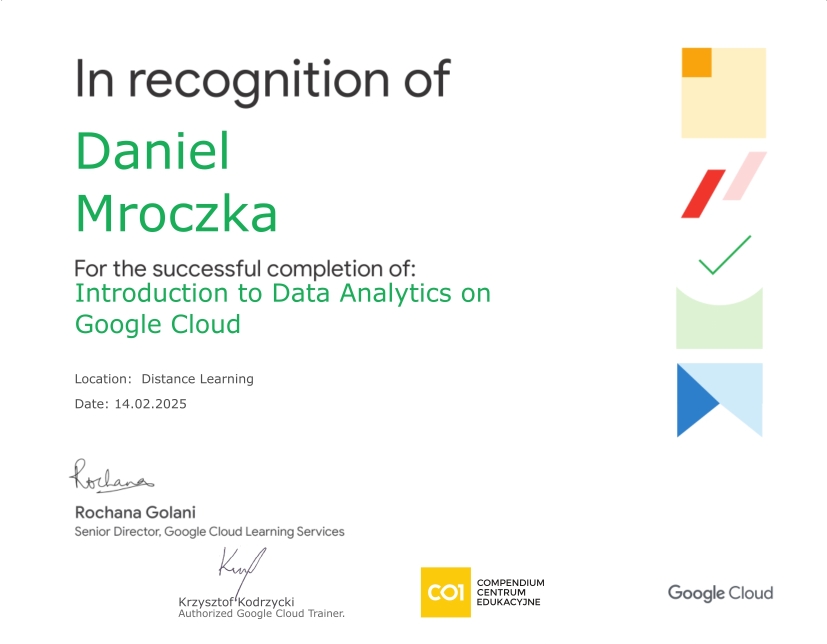 In recognition of
Daniel
Mroczka
For the successful completion of:
Introduction to Data Analytics on
Google Cloud
Location: Distance Learning
Date: 14.02.2025
Rochana
Rochana Golani
Senior Director, Google Cloud Learning Services
Krzysztof Kodrzycki
Authorized Google Cloud Trainer.
CO1
COMPENDIUM
CENTRUM
EDUKACYJNE
Google Cloud